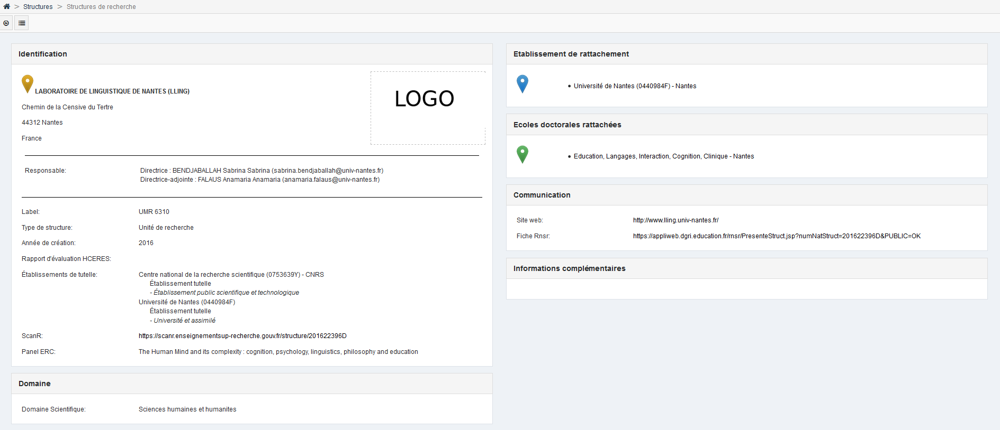 > Structures > Structures de recherche
Identification
LABORATOIRE DE LINGUISTIQUE DE NANTES (LLING)
LOGO
Chemin de la Censive du Tertre
44312 Nantes
France
Responsable: Directrice : BENDJABALLAH Sabrina Sabrina (sabrina.bendjaballah@univ-nantes.fr)
Directrice-adjointe : FALAUS Anamaria Anamaria (anamaria.falaus@univ-nantes.fr)
Label: UMR 6310
Type de structure: Unité de recherche
Année de création: 2016
Rapport d'évaluation HCERES:
Établissements de tutelle: Centre national de la recherche scientifique (0753639Y) - CNRS
Établissement tutelle
- Établissement public scientifique et technologique
Université de Nantes (0440984F)
Établissement tutelle
- Université et assimilé
ScanR: https://scanr.enseignementsup-recherche.gouv.fr/structure/201622396D
Panel ERC: The Human Mind and its complexity : cognition, psychology, linguistics, philosophy and education
Domaine
Domaine Scientifique: Sciences humaines et humanites
Etablissement de rattachement
• Université de Nantes (0440984F) - Nantes
Ecoles doctorales rattachées
• Education, Langages, Interaction, Cognition, Clinique - Nantes
Communication
Site web: http://www.lling.univ-nantes.fr/
Fiche Rnsr: https://appliweb.dgri.education.fr/rnsr/PresenteStruct.jsp?numNatStruct=201622396D&PUBLIC=OK
Informations complémentaires